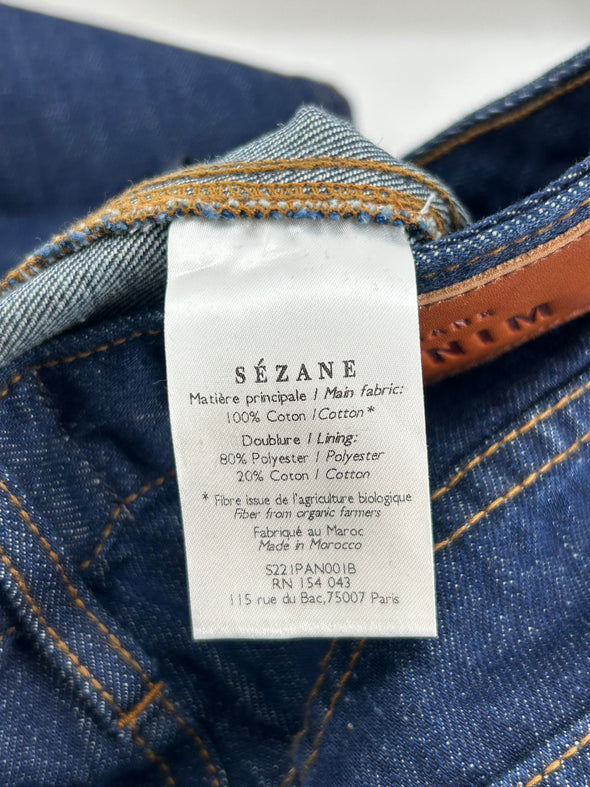 SÉZANE
Matière principale / Main fabric:
100% Coton /Cotton*
Doublure / Lining:
80% Polyester / Polyester
20% Coton / Cotton
* Fibre issue de l'agriculture biologique
Fiber from organic farmers
Fabriqué au Maroc
Made in Morocco
S221PAN001B
RN 154 043
115 rue du Bac,75007 Paris
NIM